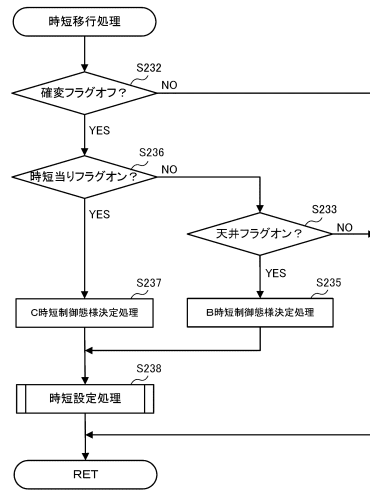 時短移行処理
S232
確変フラグオフ？
NO
YES
S236
時短当りフラグオン？
NO
YES
S233
天井フラグオン？
NO
YES
S237
C時短制御態様決定処理
S235
B時短制御態様決定処理
S238
時短設定処理
RET